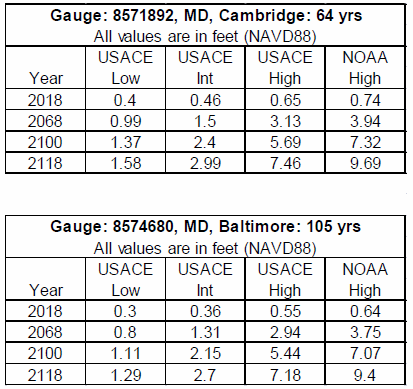 Gauge: 8571892, MD, Cambridge: 64 yrs
All values are in feet (NAVD88)
USACE USACE USACE NOAA
Year Low Int High High
2018 0.4 0.46 0.65 0.74
2068 0.99 1.5 3.13 3.94
2100 1.37 2.4 5.69 7.32
2118 1.58 2.99 7.46 9.69
Gauge: 8574680, MD, Baltimore: 105 yrs
All values are in feet (NAVD88)
USACE USACE USACE NOAA
Year Low Int High High
2018 0.3 0.36 0.55 0.64
2068 0.8 1.31 2.94 3.75
2100 1.11 2.15 5.44 7.07
2118 1.29 2.7 7.18 9.4